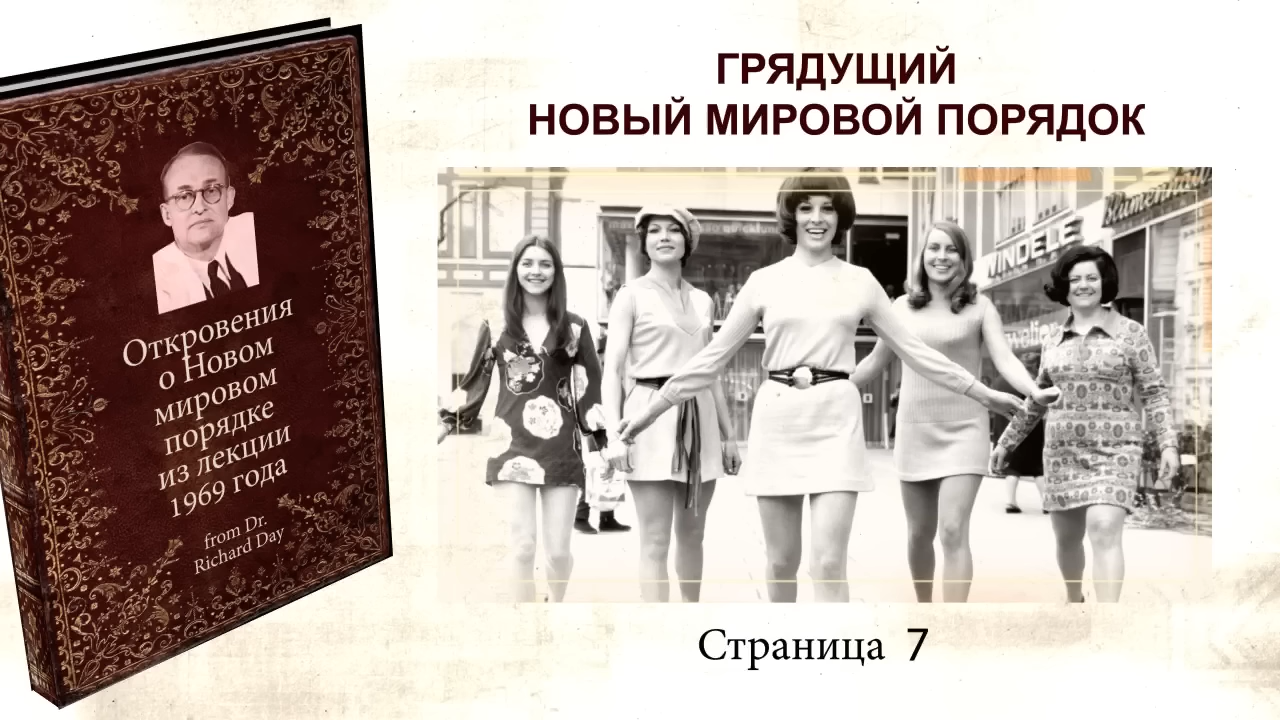 ГРЯДУЩИЙ
НОВЫЙ МИРОВОЙ ПОРЯДОК
Откровения
о Новом
мировом
порядке
из лекции
1969 года
from Dr.
Richard Day
WINDELE
Blumenhaus
Страница 7